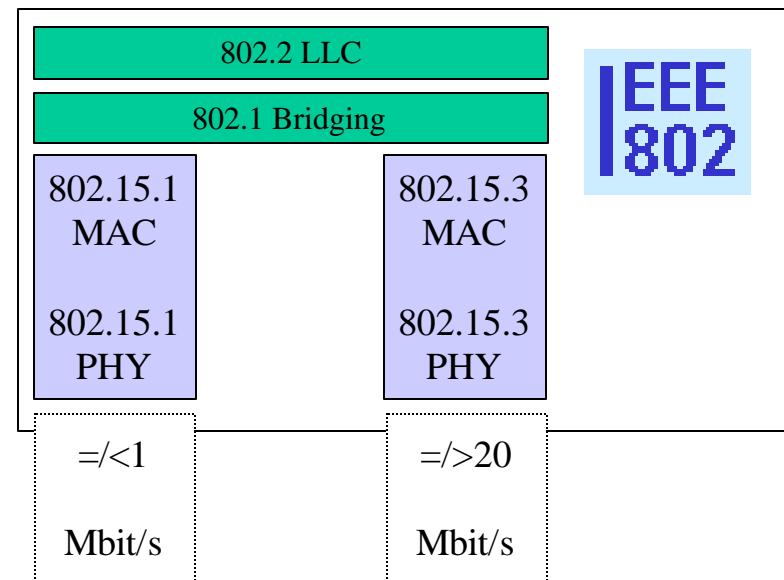 802.2 LLC
IEEE
802
802.1 Bridging
802.15.1
MAC
802.15.1
PHY
802.15.3
MAC
802.15.3
PHY
=/<1
Mbit/s
=/>20
Mbit/s